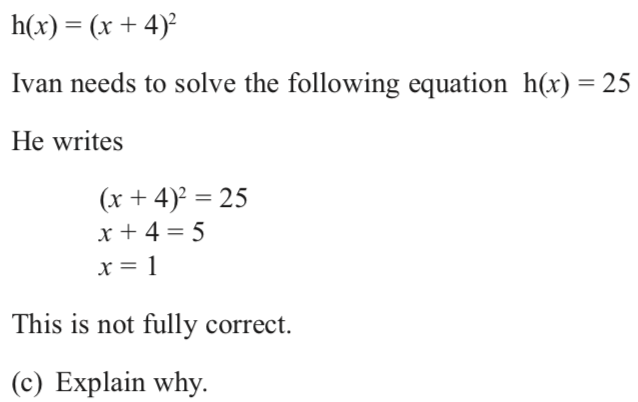 h(x) = (x + 4)²
Ivan needs to solve the following equation h(x) = 25
He writes
(x + 4)² = 25
x + 4 = 5
x = 1
This is not fully correct.
(c) Explain why.